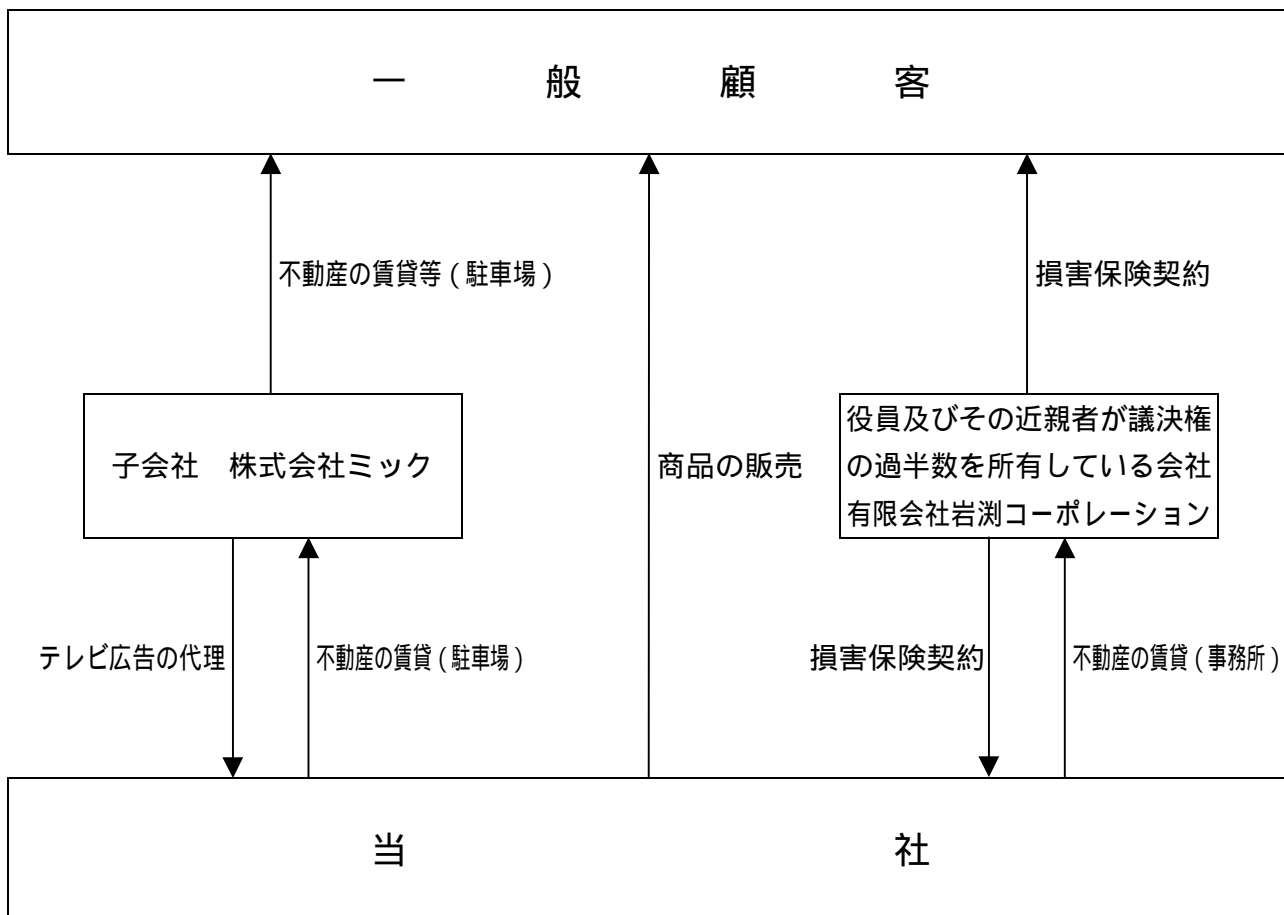 一般顧客
不動産の賃貸等（駐車場）
損害保険契約
子会社　株式会社ミック
商品の販売
役員及びその近親者が議決権
の過半数を所有している会社
有限会社岩渕コーポレーション
テレビ広告の代理
不動産の賃貸（駐車場）
損害保険契約
不動産の賃貸（事務所）
当社